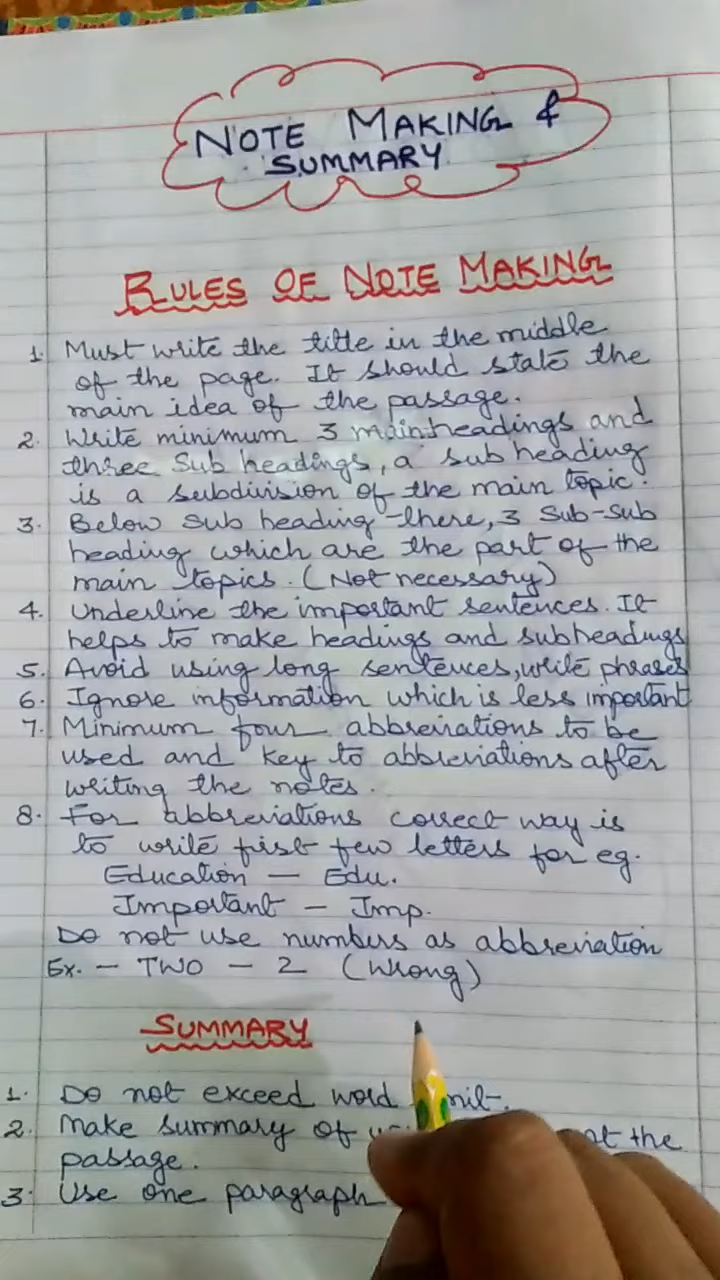 NOTE MAKING &
SUMMARY
RULES OF NOTE MAKING
1. Must write the title in the middle
of the page. It should state the
main idea of the passage.
2. Write minimum 3 main headings and
three Sub headings, a sub heading
is a subdivision of the main topic.
3. Below sub heading there, 3 Sub-sub
heading which are the part of the
main topics. (Not necessary)
4. Underline the important sentences. It
helps to make headings and subheadings
5. Avoid using long sentences, write phrases
6. Ignore information which is less important
7. Minimum four abbreviations to be
used and key to abbreviations after
writing the notes.
8. For abbreviations correct way is
to write first few letters for eg.
Education — Edu.
Important — Imp.
Do not use numbers as abbreviation
Ex. — TWO — 2 (Wrong)
SUMMARY
1. Do not exceed word
2. Make summary of the
passage.
3. Use one paragraph